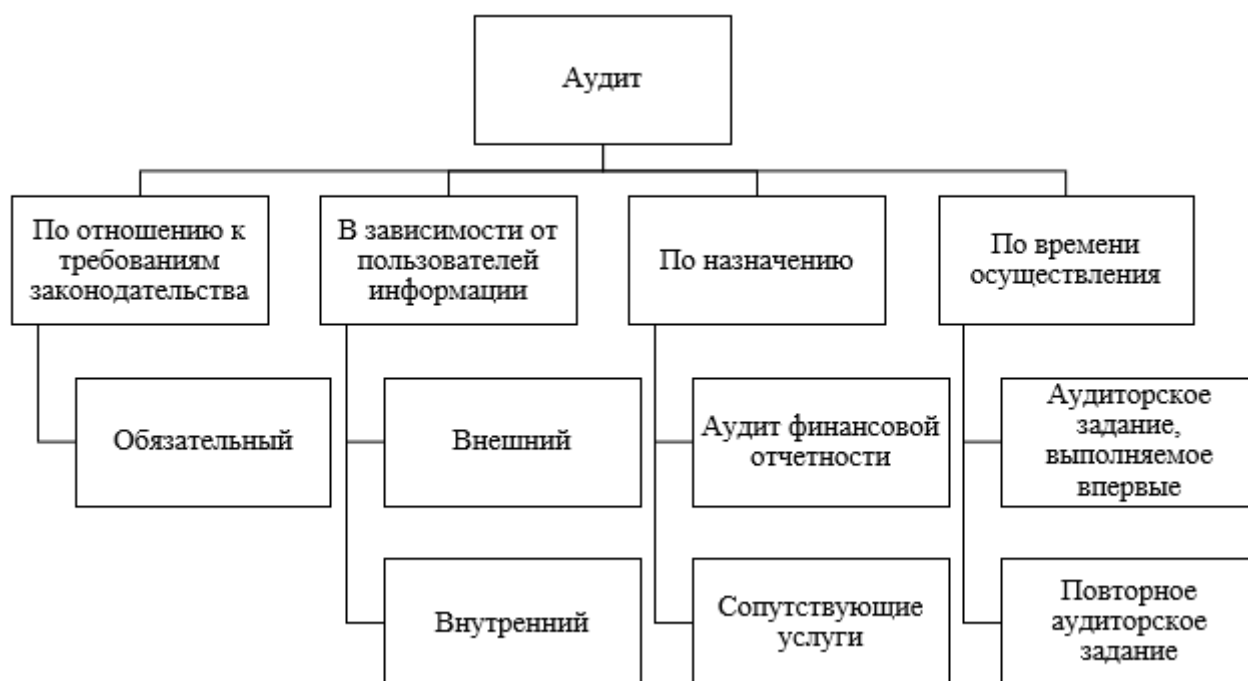 Аудит
По отношению к
требованиям
законодательства
В зависимости от
пользователей
информации
По назначению
По времени
осуществления
Обязательный
Внешний
Аудит финансовой
отчетности
Аудиторское
задание,
выполняемое
впервые
Внутренний
Сопутствующие
услуги
Повторное
аудиторское
задание